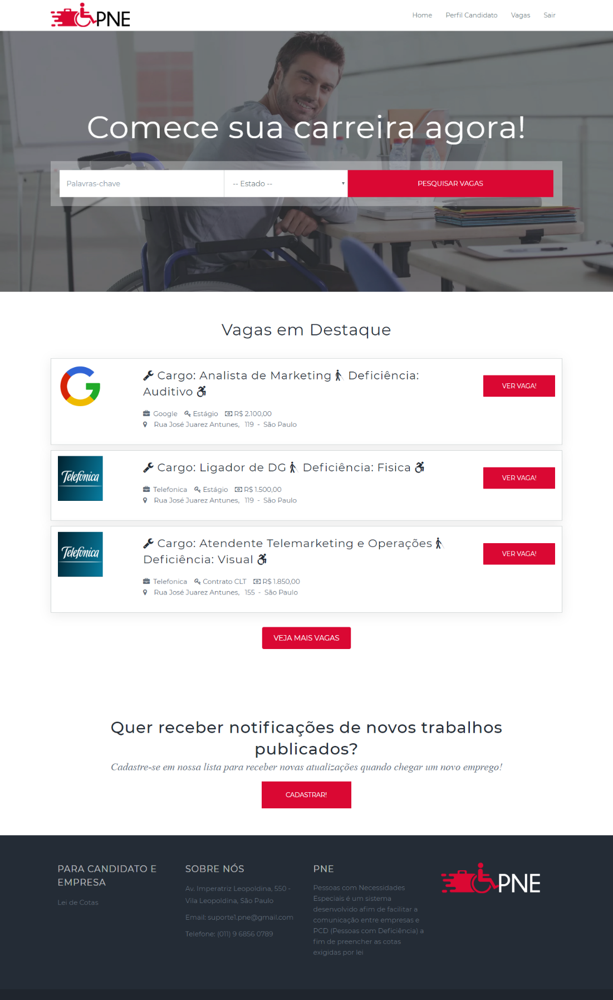 PNE
Home Perfil Candidato Vagas Sair
Comece sua carreira agora!
Palavras-chave -- Estado -- PESQUISAR VAGAS
Vagas em Destaque
Cargo: Analista de Marketing Deficiência:
Auditivo
VER VAGA!
Google Estágio R$ 2.100,00
Rua José Juarez Antunes, 119 - São Paulo
Telefonica
Cargo: Ligador de DG Deficiência: Fisica
VER VAGA!
Telefonica Estágio R$ 1.500,00
Rua José Juarez Antunes, 119 - São Paulo
Telefonica
Cargo: Atendente Telemarketing e Operações
Deficiência: Visual
VER VAGA!
Telefonica Contrato CLT R$ 1.850,00
Rua José Juarez Antunes, 155 - São Paulo
VEJA MAIS VAGAS
Quer receber notificações de novos trabalhos
publicados?
Cadastre-se em nossa lista para receber novas atualizações quando chegar um novo emprego!
CADASTRAR!
PARA CANDIDATO E
EMPRESA
Lei de Cotas
SOBRE NÓS
Av. Imperatriz Leopoldina, 550 -
Vila Leopoldina, São Paulo
Email: suporte1.pne@gmail.com
Telefone: (011) 9 6856 0789
PNE
Pessoas com Necessidades
Especiais é um sistema
desenvolvido afim de facilitar a
comunicação entre empresas e
PCD (Pessoas com Deficiência) a
fim de preencher as cotas
exigidas por lei
PNE